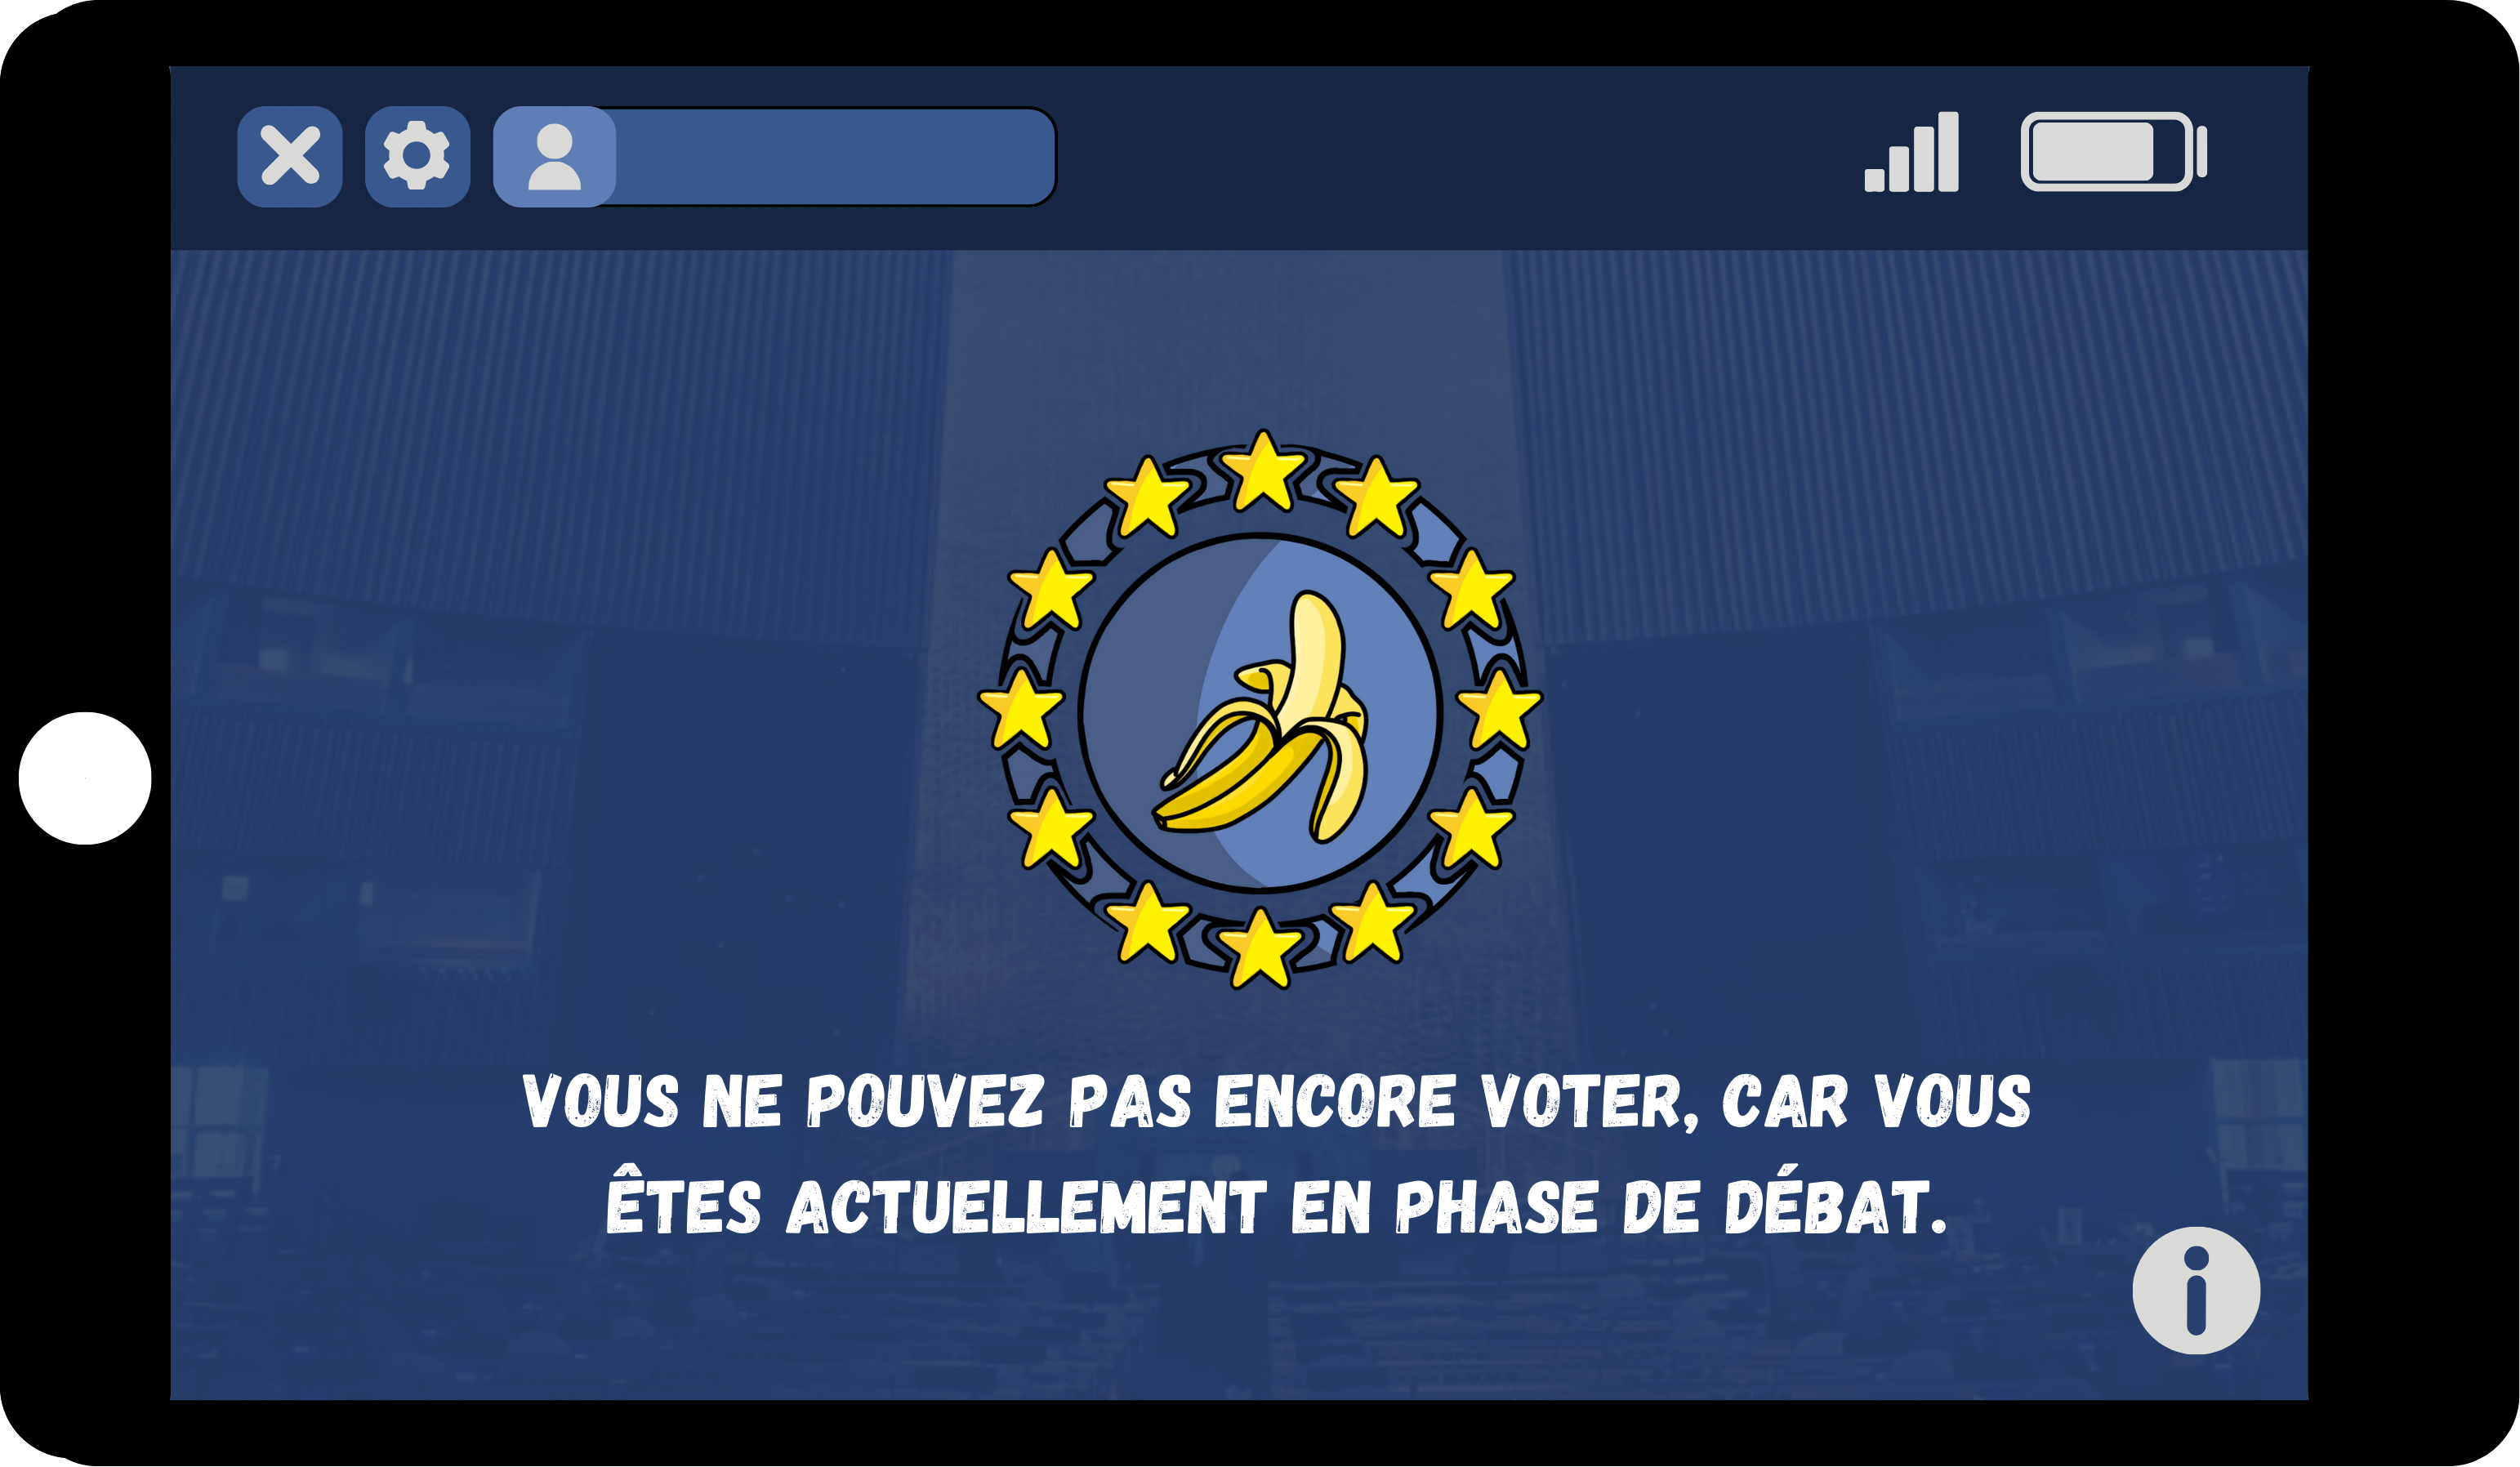 VOUS NE POUVEZ PAS ENCORE VOTER, CAR VOUS
ÊTES ACTUELLEMENT EN PHASE DE DÉBAT.